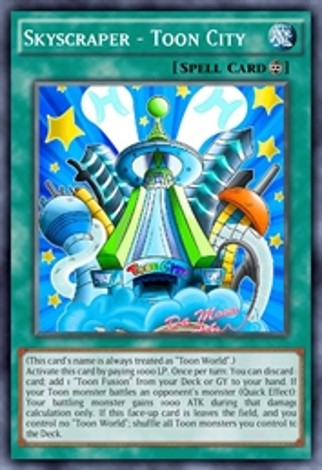 Skyscraper - Toon City
[Spell Card]
Toon City
(This card's name is always treated as "Toon World".)
Activate this card by paying 1000 LP. Once per turn: You can discard
card; add 1 "Toon Fusion" from your Deck or GY to your hand. If
your Toon monster battles an opponent's monster (Quick Effect):
Your battling monster gains 1000 ATK during that damage
calculation only. If this face-up card is leaves the field, and you
control no "Toon World"; shuffle all Toon monsters you control to
the Deck.